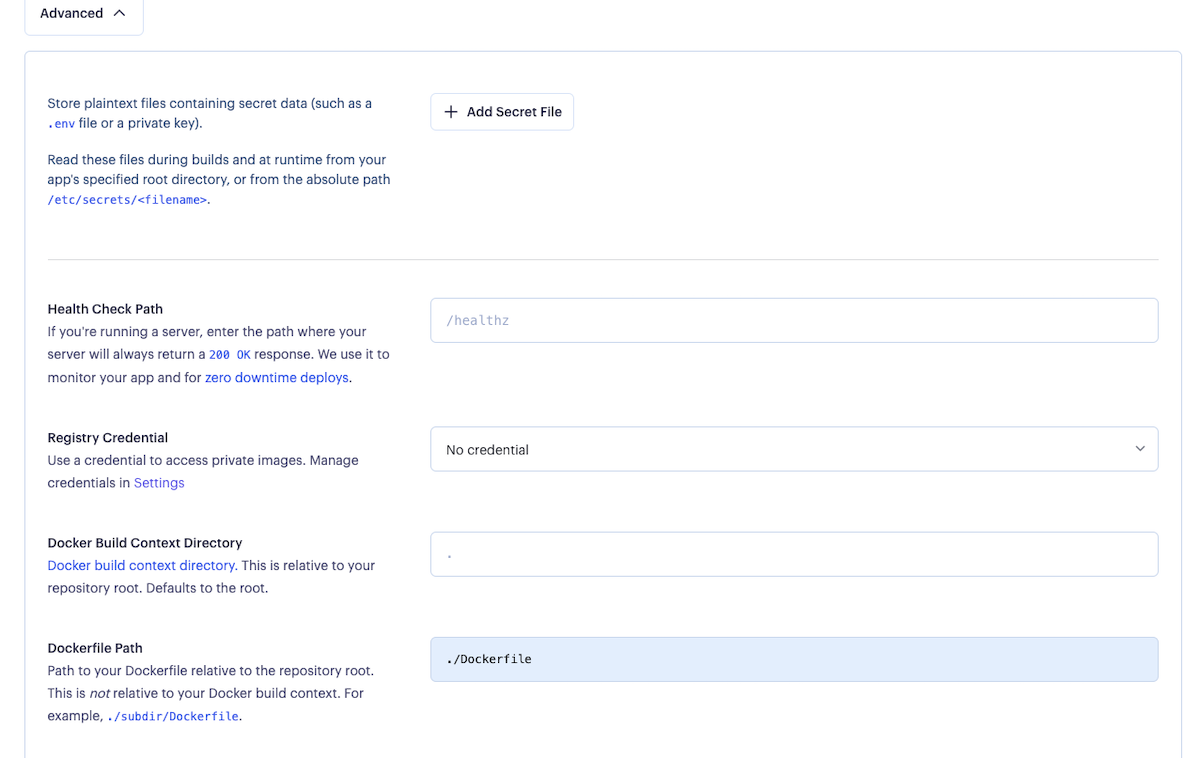 Advanced
Store plaintext files containing secret data (such as a
.env file or a private key).
Read these files during builds and at runtime from your
app's specified root directory, or from the absolute path
/etc/secrets/<filename>.
+ Add Secret File
Health Check Path
If you're running a server, enter the path where your
server will always return a 200 OK response. We use it to
monitor your app and for zero downtime deploys.
/healthz
Registry Credential
Use a credential to access private images. Manage
credentials in Settings
No credential
Docker Build Context Directory
Docker build context directory. This is relative to your
repository root. Defaults to the root.
.
Dockerfile Path
Path to your Dockerfile relative to the repository root.
This is not relative to your Docker build context. For
example, ./subdir/Dockerfile.
./Dockerfile